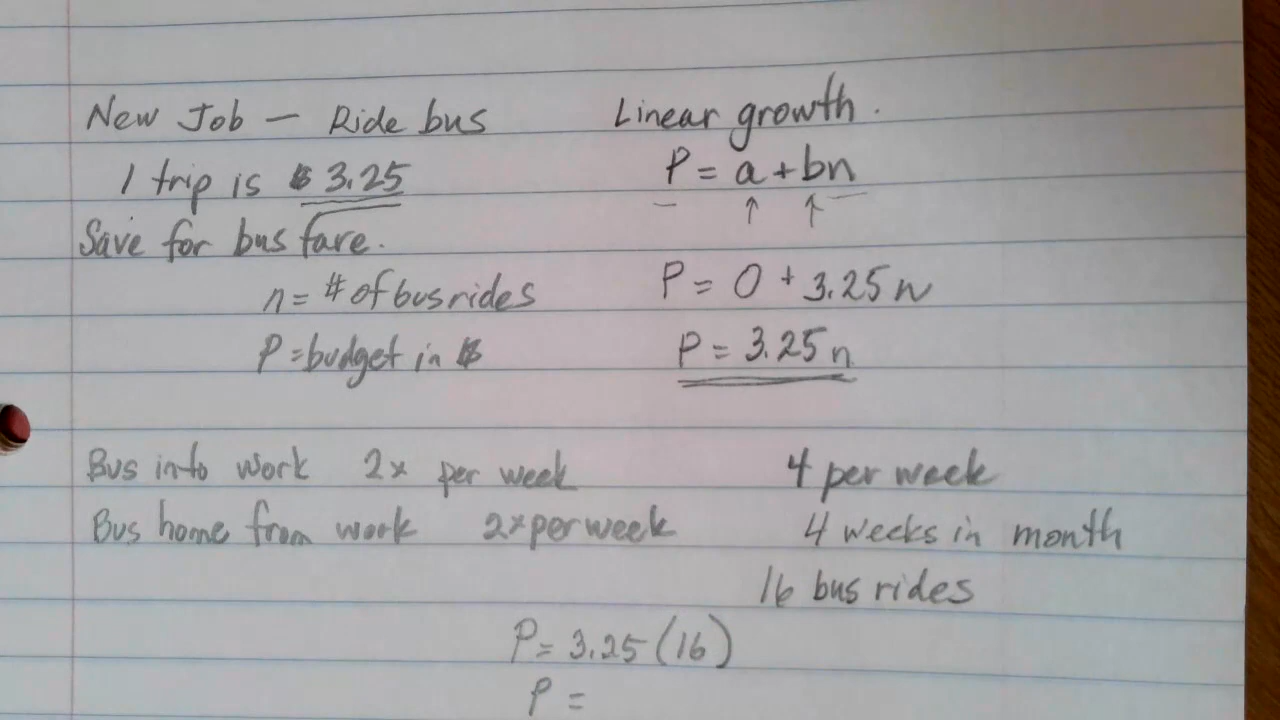 New Job — Ride bus
1 trip is $3.25
Save for bus fare.
n = # of bus rides
P = budget in $
Linear growth.
P = a + bn
↑ ↑
P = 0 + 3.25n
P = 3.25n
Bus into work 2x per week
Bus home from work 2x per week
4 per week
4 weeks in month
16 bus rides
P = 3.25(16)
P =